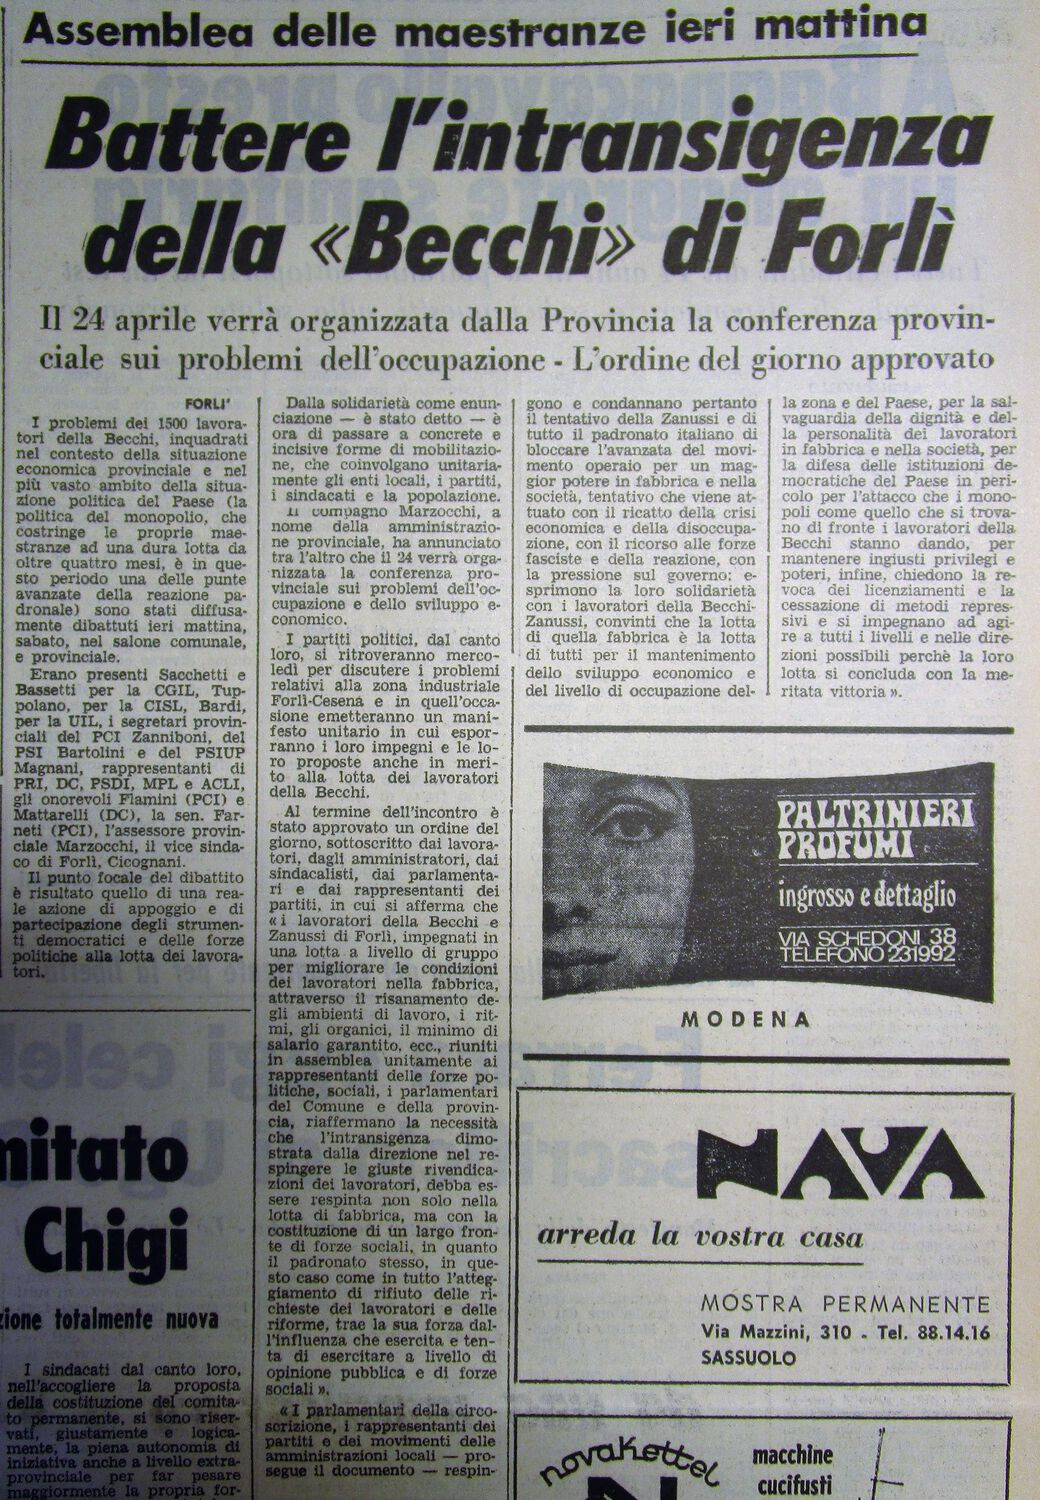 Assemblea delle maestranze ieri mattina
Battere l'intransigenza
della «Becchi» di Forlì
Il 24 aprile verrà organizzata dalla Provincia la conferenza provin-
ciale sui problemi dell'occupazione - L'ordine del giorno approvato
FORLI'
I problemi dei 1500 lavora-
tori della Becchi, inquadrati
nel contesto della situazione
economica provinciale e nel
più vasto ambito della situa-
zione politica del Paese (la
politica del monopolio, che
costringe le proprie mae-
stranze ad una dura lotta da
oltre quattro mesi, è in que-
sto periodo una delle punte
avanzate della reazione pa-
dronale) sono stati diffusa-
mente dibattuti ieri mattina,
sabato, nel salone comunale,
e provinciale.
Erano presenti Sacchetti e
Bassetti per la CGIL, Tup-
polano, per la CISL, Bardi,
per la UIL, i segretari provin-
ciali del PCI Zanniboni, del
PSI Bartolini e del PSIUP
Magnani, rappresentanti di
PRI, DC, PSDI, MPL e ACLI,
gli onorevoli Flamini (PCI) e
Mattarelli (DC), la sen. Far-
neti (PCI), l'assessore provin-
ciale Marzocchi, il vice sinda-
co di Forlì, Cicognani.
Il punto focale del dibattito
è risultato quello di una rea-
le azione di appoggio e di
partecipazione degli strumen-
ti democratici e delle forze
politiche alla lotta dei lavora-
tori.
Dalla solidarietà come enun-
ciazione — è stato detto — è
ora di passare a concrete e
incisive forme di mobilitazio-
ne, che coinvolgano unitaria-
mente gli enti locali, i partiti,
i sindacati e la popolazione.
Il compagno Marzocchi, a
nome della amministrazio-
ne provinciale, ha annunciato
tra l'altro che il 24 verrà orga-
nizzata la conferenza pro-
vinciale sui problemi dell'oc-
cupazione e dello sviluppo e-
conomico.
I partiti politici, dal canto
loro, si ritroveranno merco-
ledì per discutere i problemi
relativi alla zona industriale
Forlì-Cesena e in quell'occa-
sione emetteranno un mani-
festo unitario in cui espor-
ranno i loro impegni e le lo-
ro proposte anche in meri-
to alla lotta dei lavoratori
della Becchi.
Al termine dell'incontro è
stato approvato un ordine del
giorno, sottoscritto dai lavora-
tori, dagli amministratori, dai
sindacalisti, dai parlamenta-
ri e dai rappresentanti dei
partiti, in cui si afferma che
« i lavoratori della Becchi e
Zanussi di Forlì, impegnati in
una lotta a livello di gruppo
per migliorare le condizioni
dei lavoratori nella fabbrica,
attraverso il risanamento de-
gli ambienti di lavoro, i rit-
mi, gli organici, il minimo di
salario garantito, ecc., riuniti
in assemblea unitamente ai
rappresentanti delle forze po-
litiche, sociali, i parlamentari
del Comune e della provin-
cia, riaffermano la necessità
che l'intransigenza dimo-
strata dalla direzione nel re-
spingere le giuste rivendica-
zioni dei lavoratori, debba es-
sere respinta non solo nella
lotta di fabbrica, ma con la
costituzione di un largo fron-
te di forze sociali, in quanto
il padronato stesso, in que-
sto caso come in tutto l'atteg-
giamento di rifiuto delle ri-
chieste dei lavoratori e delle
riforme, trae la sua forza dal-
l'influenza che esercita e ten-
ta di esercitare a livello di
opinione pubblica e di forze
sociali ».
« I parlamentari della circo-
scrizione, i rappresentanti dei
partiti e dei movimenti delle
amministrazioni locali — pro-
segue il documento — respin-
gono e condannano pertanto
il tentativo della Zanussi e di
tutto il padronato italiano di
bloccare l'avanzata del movi-
mento operaio per un mag-
gior potere in fabbrica e nella
società, tentativo che viene at-
tuato con il ricatto della crisi
economica e della disoccupa-
zione, con il ricorso alle forze
fasciste e della reazione, con
la pressione sul governo; e-
sprimono la loro solidarietà
con i lavoratori della Becchi-
Zanussi, convinti che la lotta
di quella fabbrica è la lotta
di tutti per il mantenimento
dello sviluppo economico e
del livello di occupazione del-
la zona e del Paese, per la sal-
vaguardia della dignità e del-
la personalità dei lavoratori
in fabbrica e nella società, per
la difesa delle istituzioni de-
mocratiche del Paese in peri-
colo per l'attacco che i mono-
poli come quello che si trova-
no di fronte i lavoratori della
Becchi stanno dando, per
mantenere ingiusti privilegi e
poteri, infine, chiedono la re-
voca dei licenziamenti e la
cessazione di metodi repres-
sivi e si impegnano ad agi-
re a tutti i livelli e nelle dire-
zioni possibili perchè la loro
lotta si concluda con la me-
ritata vittoria ».
PALTRINIERI
PROFUMI
ingrosso e dettaglio
VIA SCHEDONI 38
TELEFONO 231992
MODENA
NAVA
arreda la vostra casa
MOSTRA PERMANENTE
Via Mazzini, 310 - Tel. 88.14.16
SASSUOLO
novakettel
macchine
cucifusti
mitato
Chigi
zione totalmente nuova
I sindacati dal canto loro,
nell'accogliere la proposta
della costituzione del comita-
to permanente, si sono riser-
vati, giustamente e logica-
mente, la piena autonomia di
iniziativa anche a livello extra-
provinciale per far pesare
maggiormente la propria for-